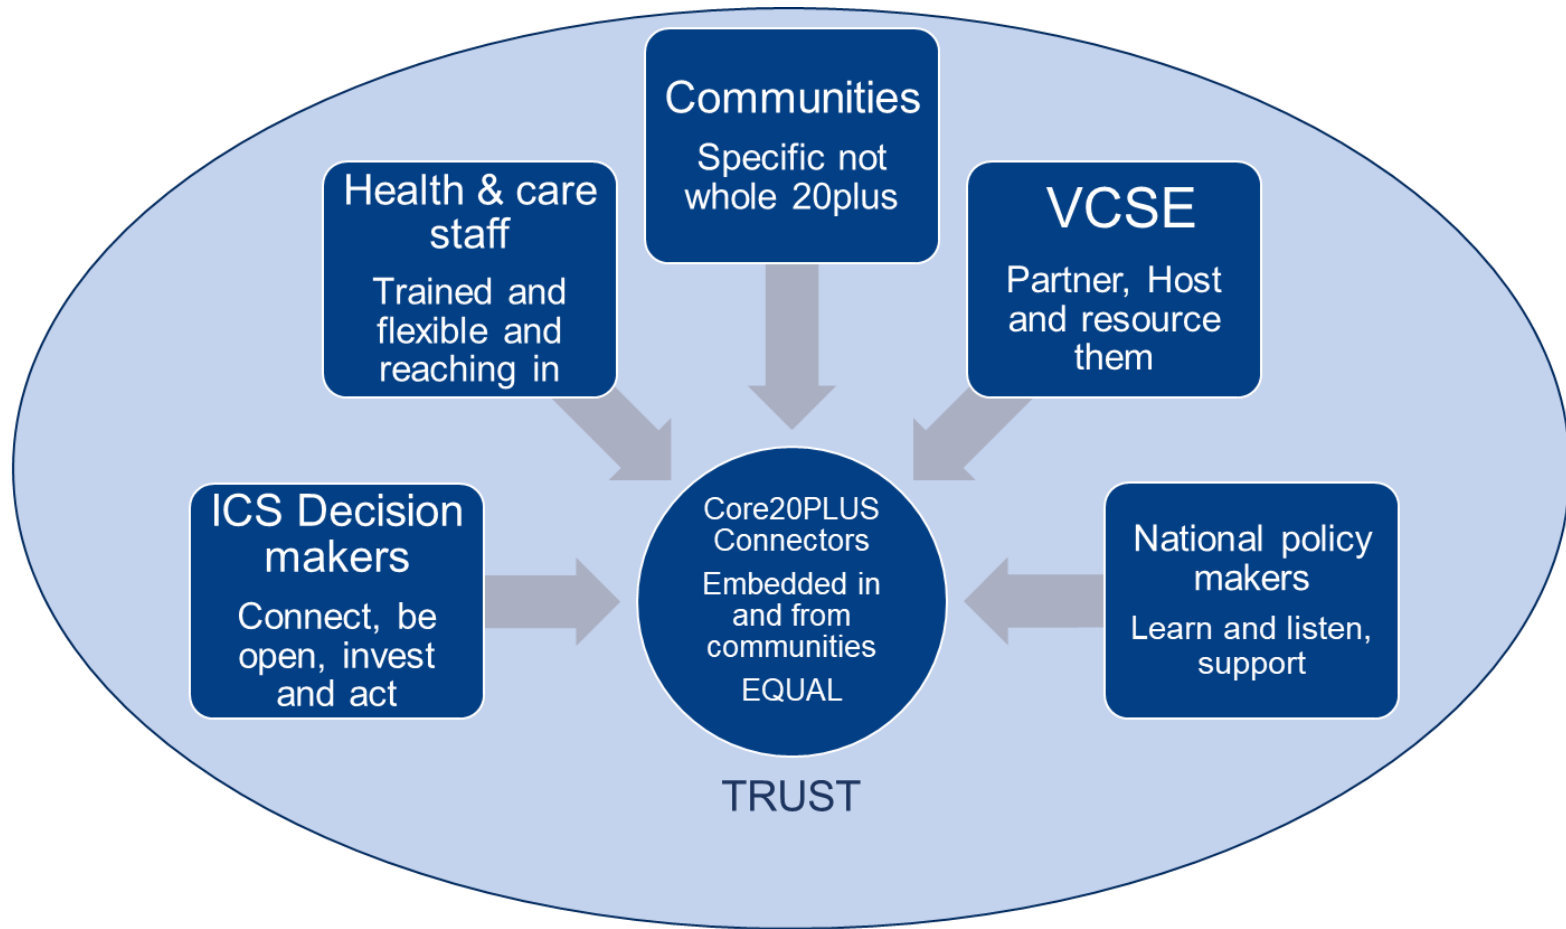 Communities
Specific not
whole 20plus
Health & care
staff
Trained and
flexible and
reaching in
VCSE
Partner, Host
and resource
them
ICS Decision
makers
Connect, be
open, invest
and act
Core20PLUS
Connectors
Embedded in
and from
communities
EQUAL
National policy
makers
Learn and listen,
support
TRUST